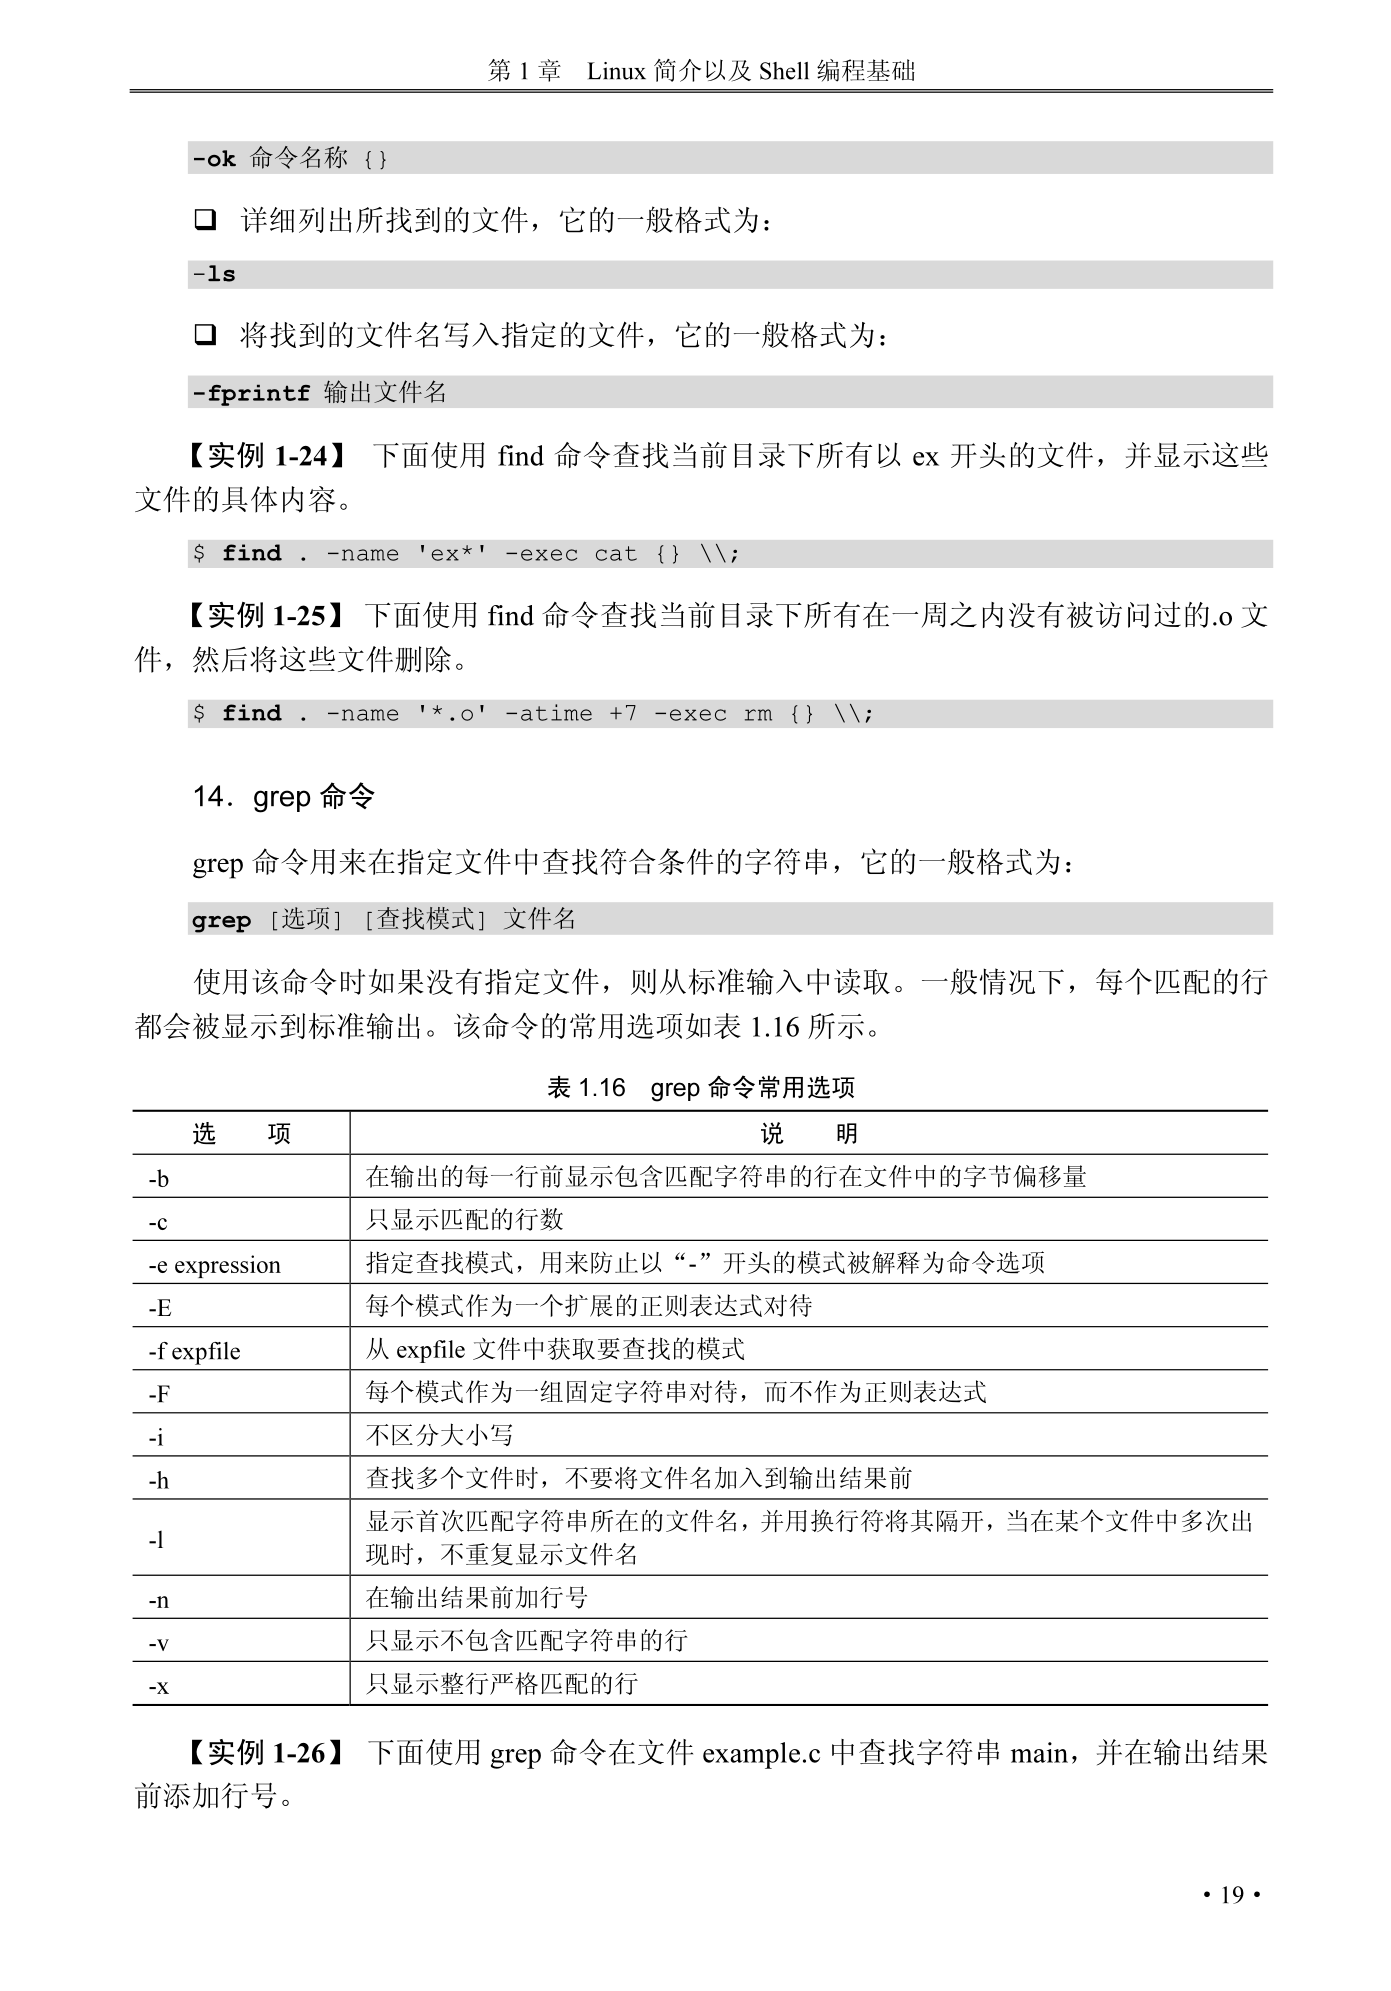 第 1 章　Linux 简介以及 Shell 编程基础
-ok 命令名称 {}
❑ 详细列出所找到的文件，它的一般格式为：
-ls
❑ 将找到的文件名写入指定的文件，它的一般格式为：
-fprintf 输出文件名
【实例 1-24】 下面使用 find 命令查找当前目录下所有以 ex 开头的文件，并显示这些
文件的具体内容。
$ find . -name 'ex*' -exec cat {} \\;
【实例 1-25】 下面使用 find 命令查找当前目录下所有在一周之内没有被访问过的.o 文
件，然后将这些文件删除。
$ find . -name '*.o' -atime +7 -exec rm {} \\;
14．grep 命令
grep 命令用来在指定文件中查找符合条件的字符串，它的一般格式为：
grep [选项] [查找模式] 文件名
使用该命令时如果没有指定文件，则从标准输入中读取。一般情况下，每个匹配的行
都会被显示到标准输出。该命令的常用选项如表 1.16 所示。
表 1.16　grep 命令常用选项
选　　项　说　　明
-b 在输出的每一行前显示包含匹配字符串的行在文件中的字节偏移量
-c 只显示匹配的行数
-e expression 指定查找模式，用来防止以“-”开头的模式被解释为命令选项
-E 每个模式作为一个扩展的正则表达式对待
-f expfile 从 expfile 文件中获取要查找的模式
-F 每个模式作为一组固定字符串对待，而不作为正则表达式
-i 不区分大小写
-h 查找多个文件时，不要将文件名加入到输出结果前
-l 显示首次匹配字符串所在的文件名，并用换行符将其隔开，当在某个文件中多次出
现时，不重复显示文件名
-n 在输出结果前加行号
-v 只显示不包含匹配字符串的行
-x 只显示整行严格匹配的行
【实例 1-26】 下面使用 grep 命令在文件 example.c 中查找字符串 main，并在输出结果
前添加行号。
· 19 ·